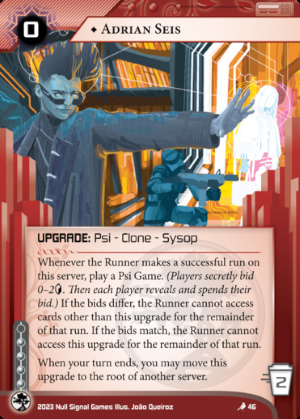 0
Adrian Seis
UPGRADE: Psi - Clone - Sysop
Whenever the Runner makes a successful run on
this server, play a Psi Game. (Players secretly bid
0–2. Then each player reveals and spends their
bid.) If the bids differ, the Runner cannot access
cards other than this upgrade for the remainder
of that run. If the bids match, the Runner cannot
access this upgrade for the remainder of that run.
When your turn ends, you may move this
upgrade to the root of another server.
2
2023 Null Signal Games Illus. João Queiroz
46